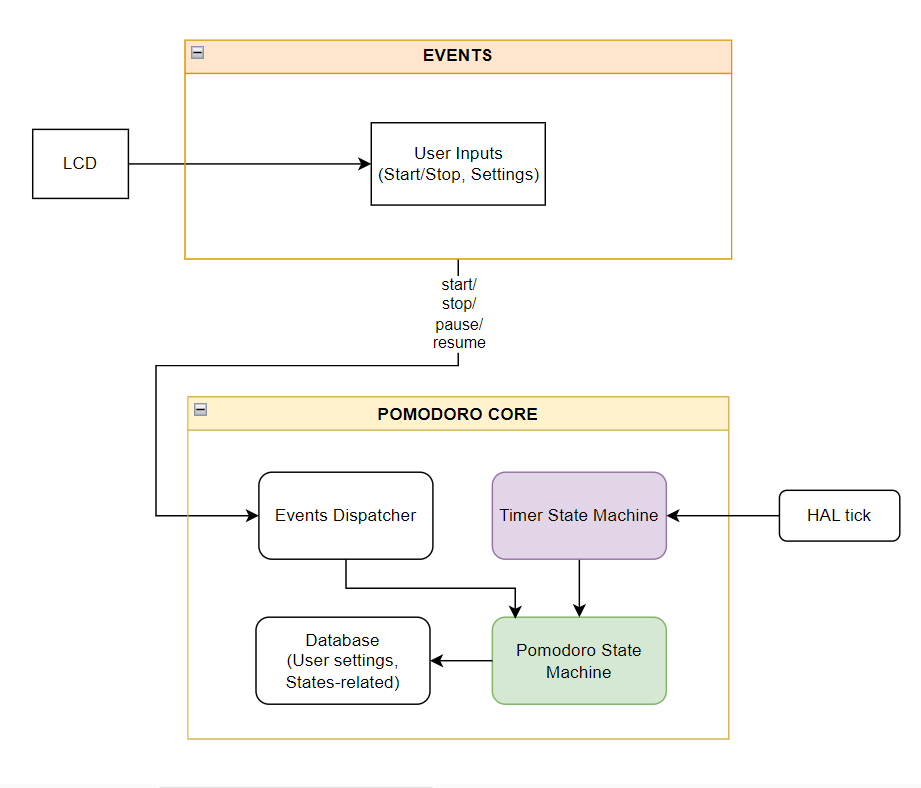 EVENTS
LCD
User Inputs
(Start/Stop, Settings)
start/
stop/
pause/
resume
POMODORO CORE
Events Dispatcher
Timer State Machine
HAL tick
Database
(User settings,
States-related)
Pomodoro State
Machine